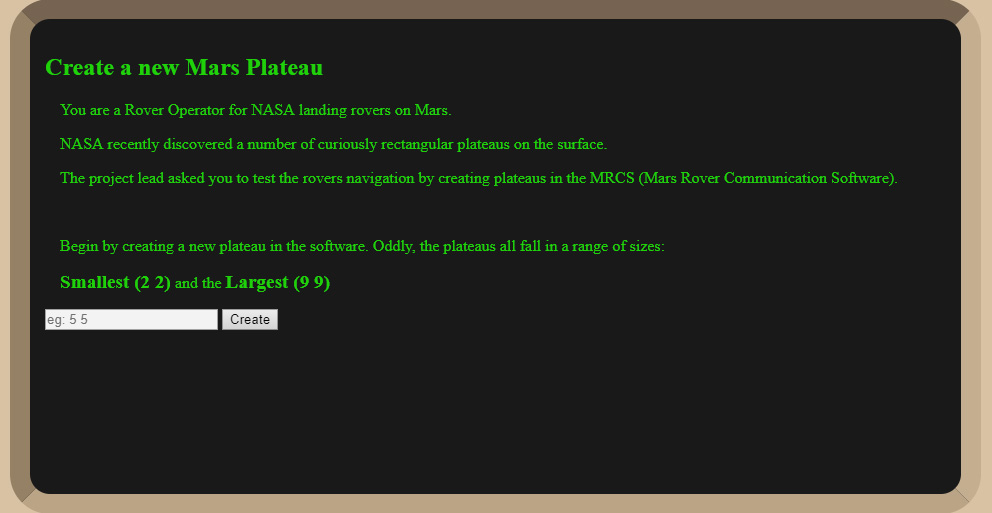 Create a new Mars Plateau
You are a Rover Operator for NASA landing rovers on Mars.
NASA recently discovered a number of curiously rectangular plateaus on the surface.
The project lead asked you to test the rovers navigation by creating plateaus in the MRCS (Mars Rover Communication Software).
Begin by creating a new plateau in the software. Oddly, the plateaus all fall in a range of sizes:
Smallest (2 2) and the Largest (9 9)
eg: 5 5 Create